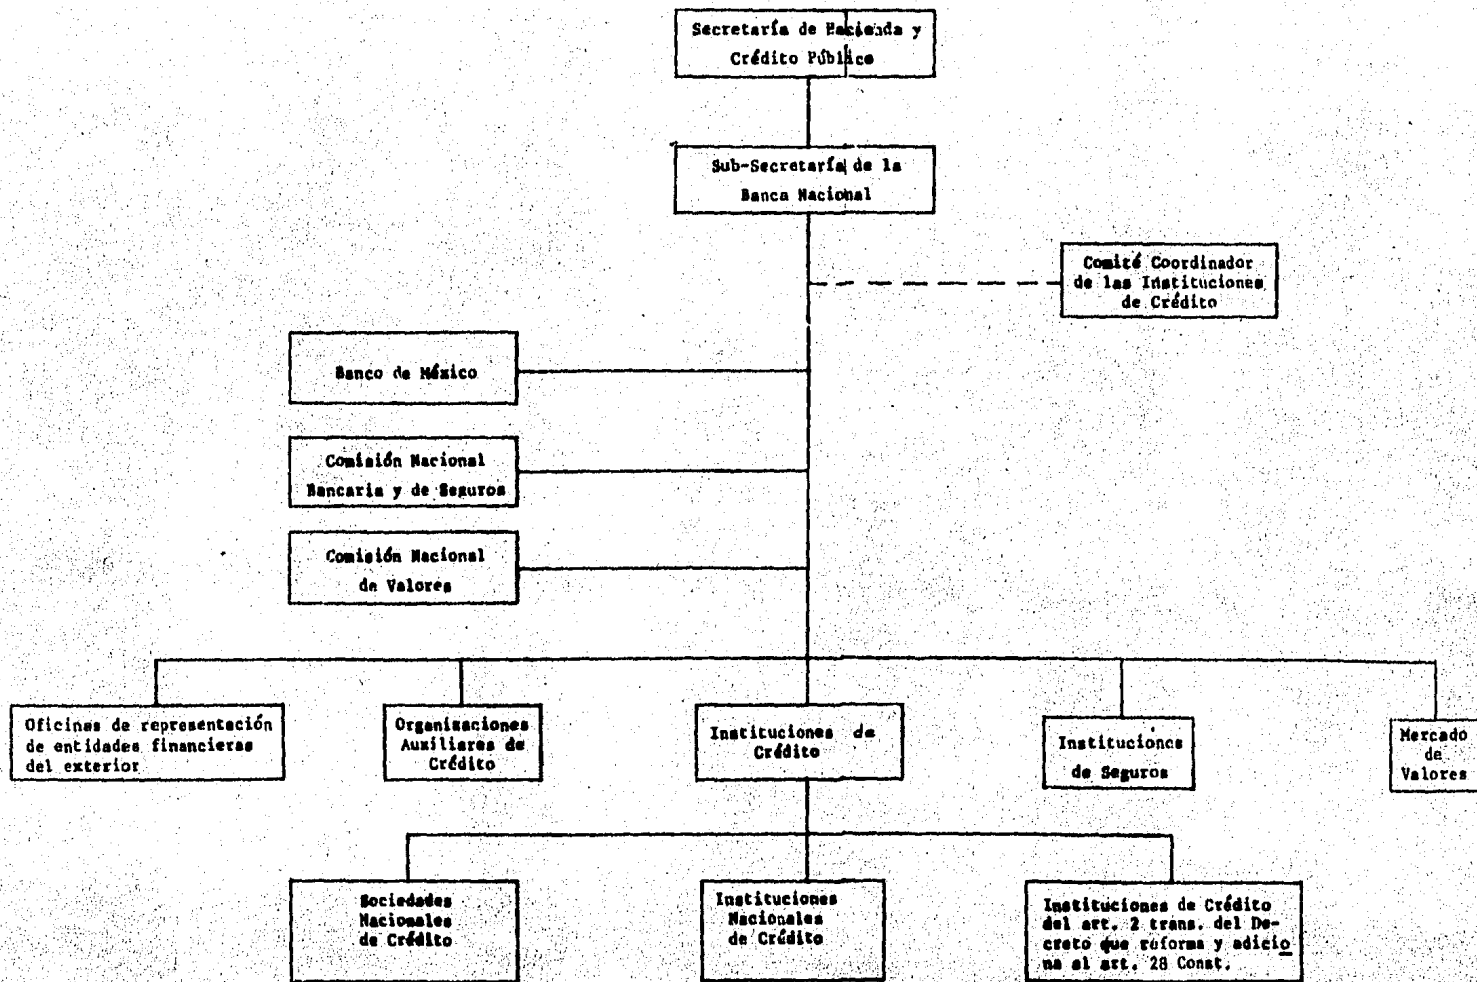 Secretaría de Hacienda y
Crédito Público
Sub-Secretaría de la
Banca Nacional
Comité Coordinador
de las Instituciones
de Crédito
Banco de México
Comisión Nacional
Bancaria y de Seguros
Comisión Nacional
de Valores
Oficinas de representación
de entidades financieras
del exterior
Organizaciones
Auxiliares de
Crédito
Instituciones de
Crédito
Instituciones
de Seguros
Mercado
de
Valores
Sociedades
Nacionales
de Crédito
Instituciones
Nacionales
de Crédito
Instituciones de Crédito
del art. 2 trans. del De-
creto que reforma y adicio
na al art. 28 Const.